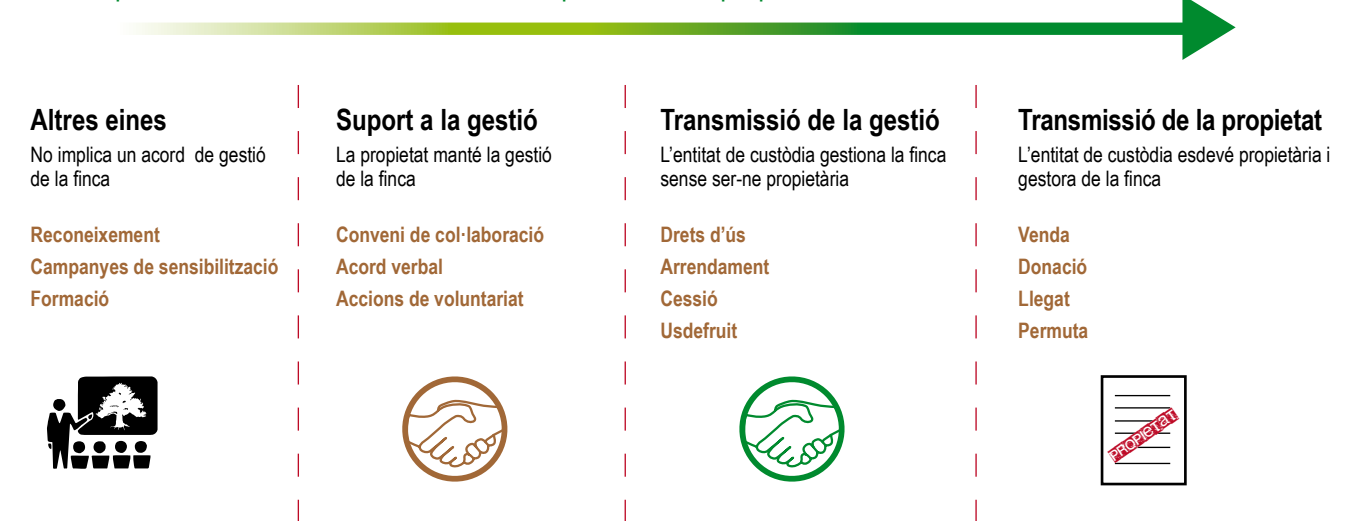 Altres eines
No implica un acord de gestió
de la finca
Reconeixement
Campanyes de sensibilització
Formació
Suport a la gestió
La propietat manté la gestió
de la finca
Conveni de col·laboració
Acord verbal
Accions de voluntariat
Transmissió de la gestió
L'entitat de custòdia gestiona la finca
sense ser-ne propietària
Drets d'ús
Arrendament
Cessió
Usdefruit
Transmissió de la propietat
L'entitat de custòdia esdevé propietària i
gestora de la finca
Venda
Donació
Llegat
Permuta
PROPIETAT